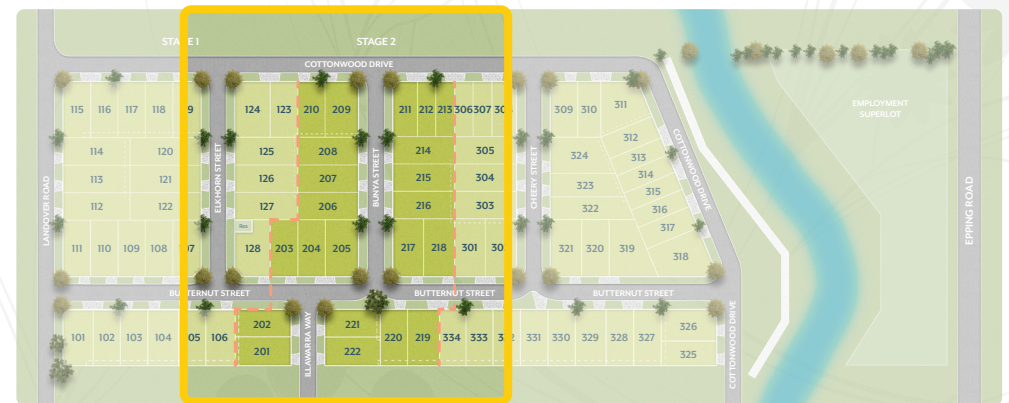 STAGE 1
STAGE 2
COTTONWOOD DRIVE
115 116 117 118
124 123 210 209
211 212 213 306 307
309 310 311
EMPLOYMENT
SUPERLOT
114 120
125 208
214 305
324 312
313
113 121
126 207
215 304
323 314
315
112 122
127 206
216 303
322 316
317
Res
111 110 109 108
128 203 204 205
217 218 301
321 320 319 318
LANDOVER ROAD
ELKHORN STREET
BUNYA STREET
CHEERY STREET
COTTONWOOD DRIVE
EPPING ROAD
BUTTERNUT STREET
BUTTERNUT STREET
BUTTERNUT STREET
101 102 103 104 105 106
202
201
ILLAWARRA WAY
221
222
220 219 334 333
331 330 329 328 327
326
325
COTTONWOOD DRIVE